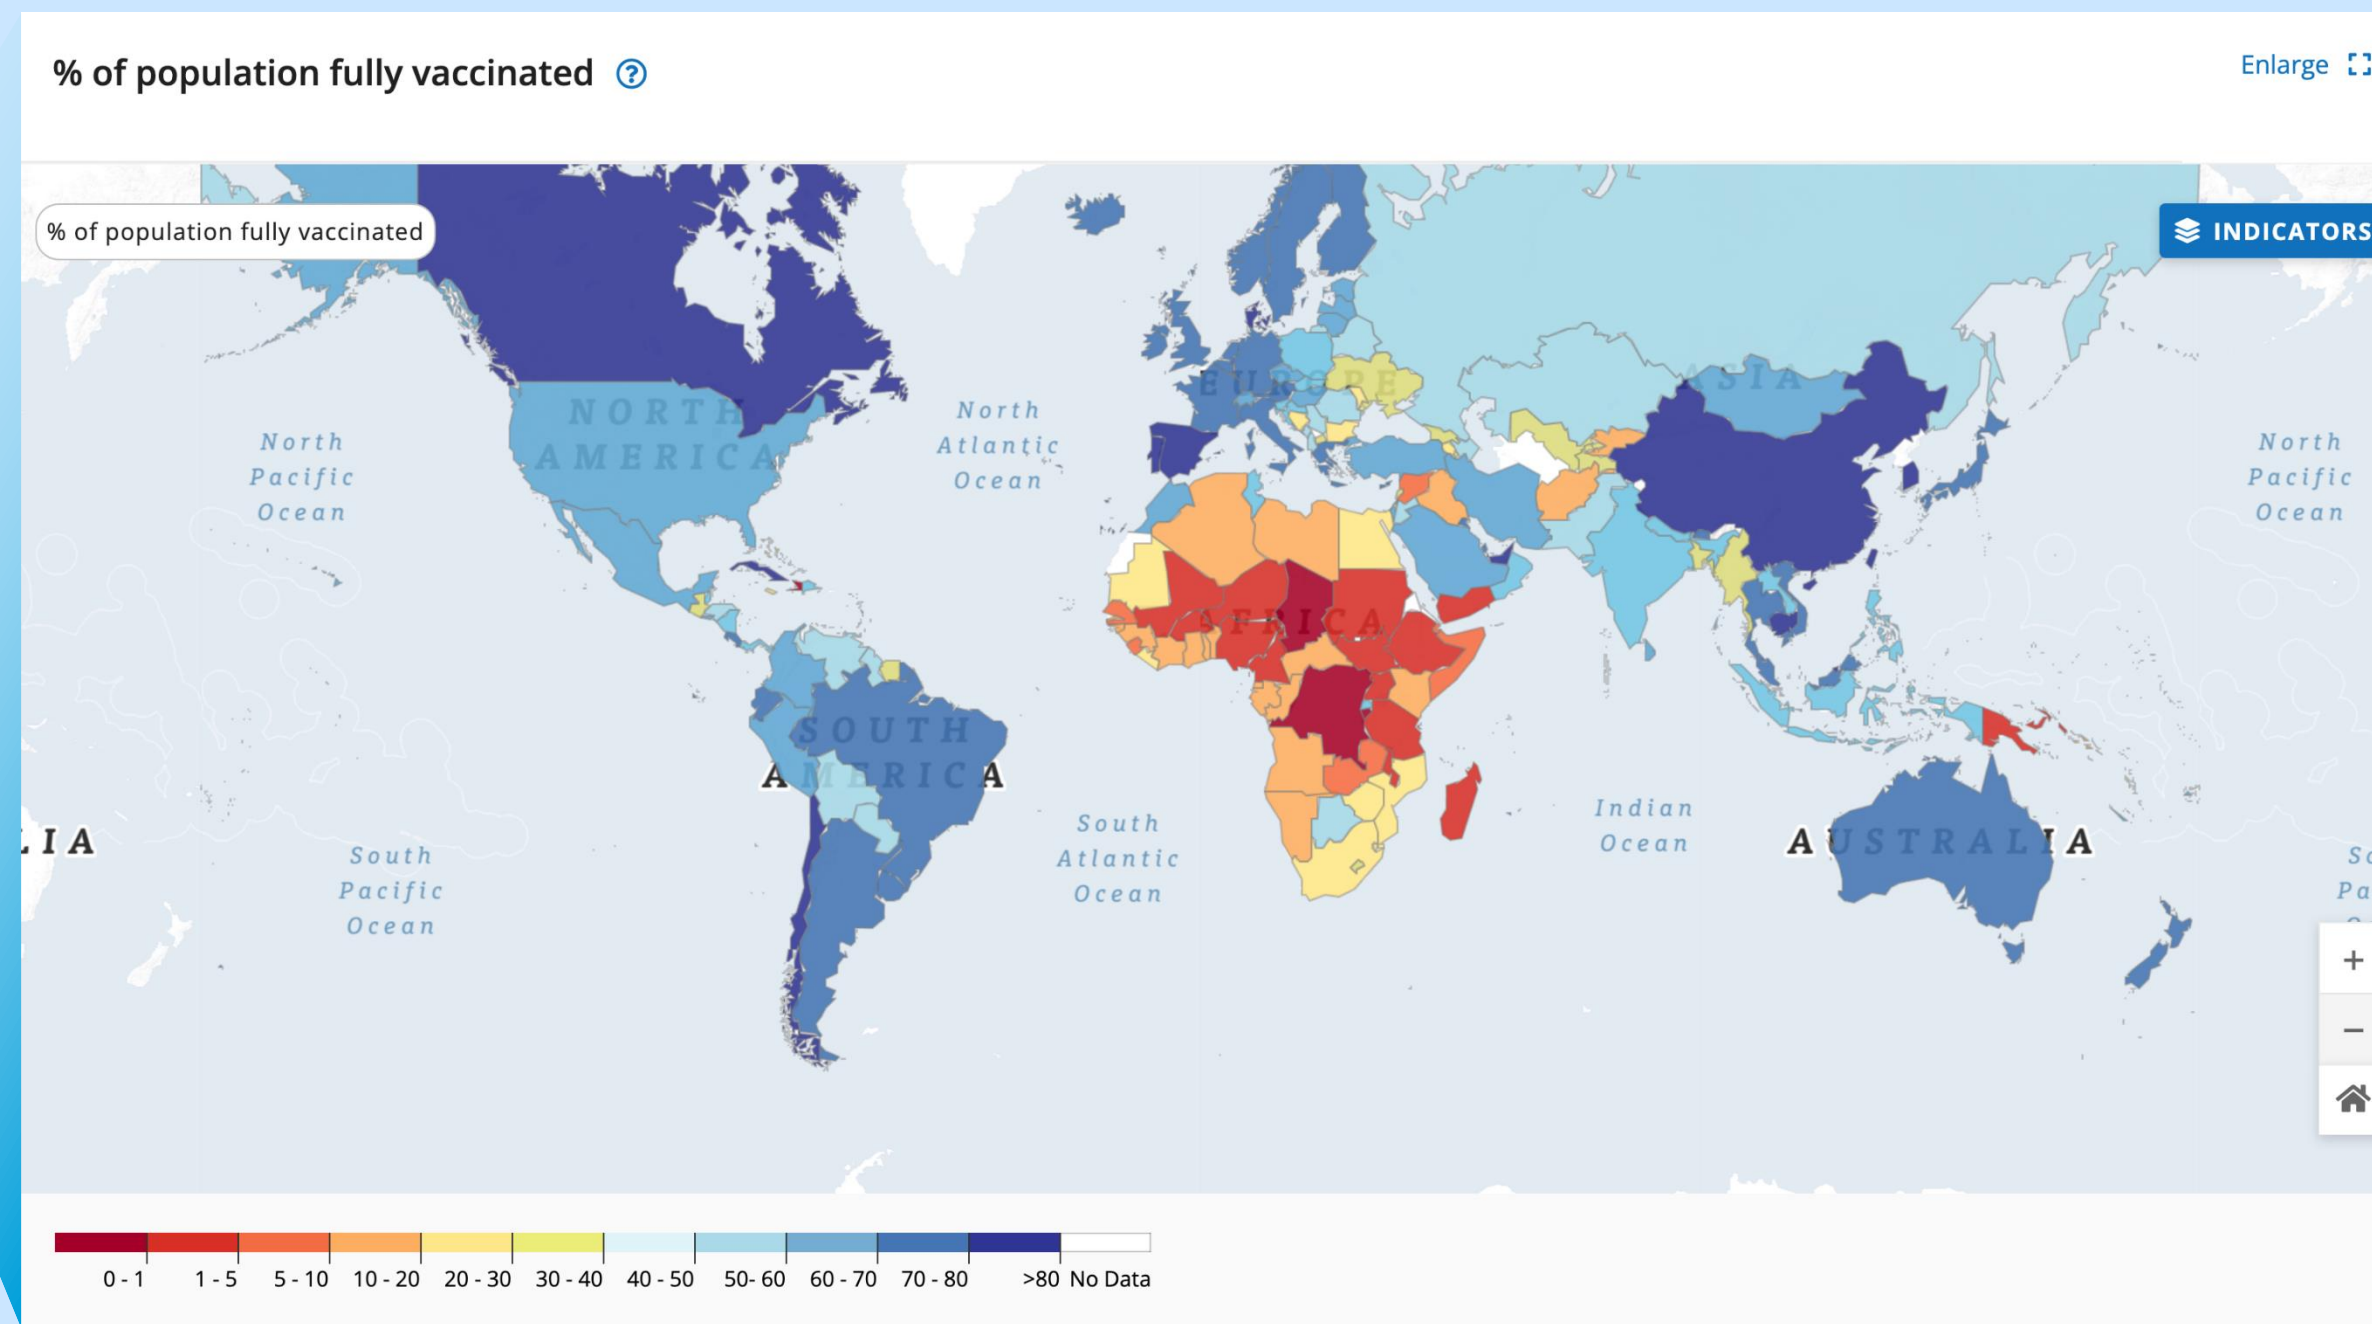 % of population fully vaccinated ?
Enlarge
% of population fully vaccinated
INDICATORS
NORTH
AMERICA
North
Pacific
Ocean
North
Atlantic
Ocean
EUROPE
ASIA
North
Pacific
Ocean
AFRICA
SOUTH
AMERICA
South
Atlantic
Ocean
Indian
Ocean
AUSTRALIA
LIA
South
Pacific
Ocean
So
Pa
+
−
0 - 1
1 - 5
5 - 10
10 - 20
20 - 30
30 - 40
40 - 50
50- 60
60 - 70
70 - 80
>80
No Data